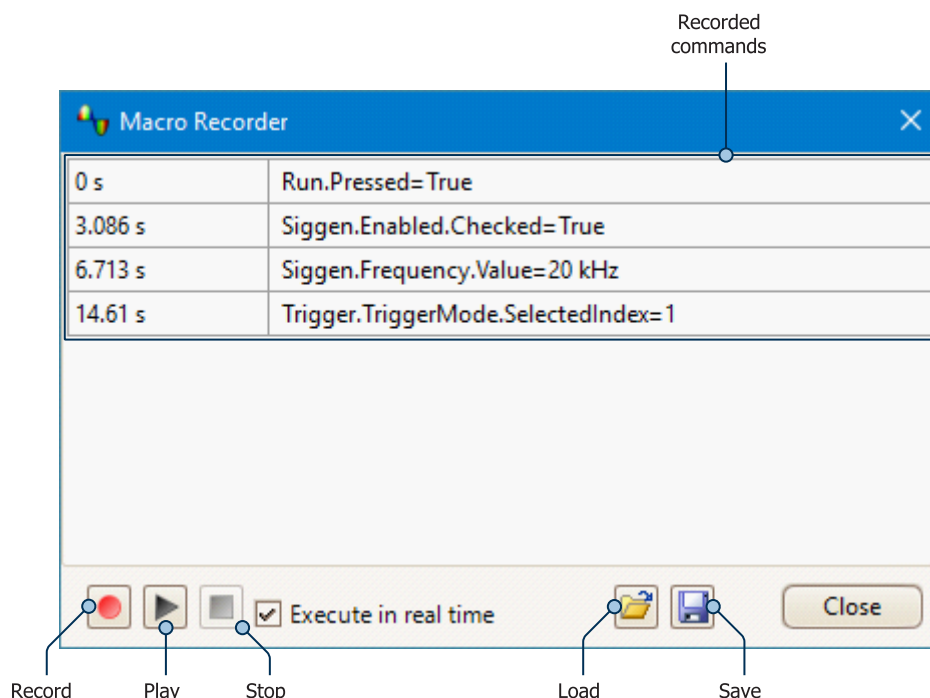 Recorded
commands
Macro Recorder
0 s Run.Pressed=True
3.086 s Siggen.Enabled.Checked=True
6.713 s Siggen.Frequency.Value=20 kHz
14.61 s Trigger.TriggerMode.SelectedIndex=1
Execute in real time Close
Record Play Stop Load Save